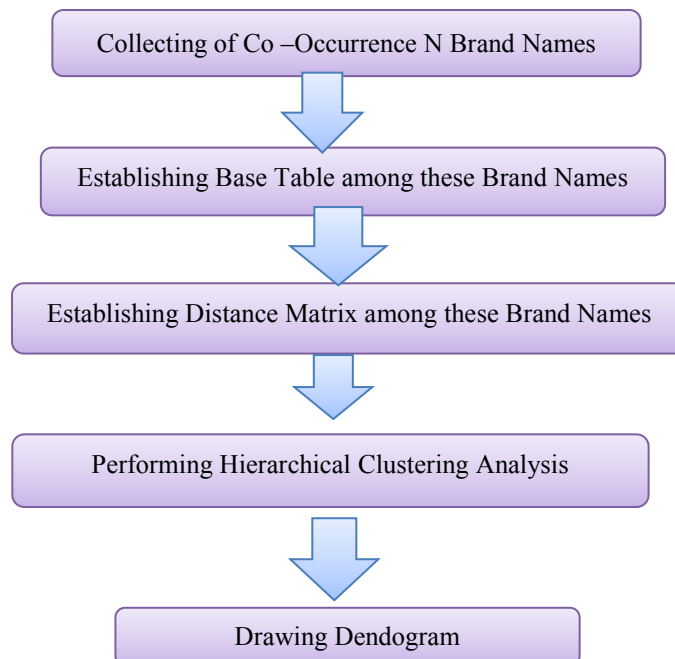 Collecting of Co –Occurrence N Brand Names
Establishing Base Table among these Brand Names
Establishing Distance Matrix among these Brand Names
Performing Hierarchical Clustering Analysis
Drawing Dendogram